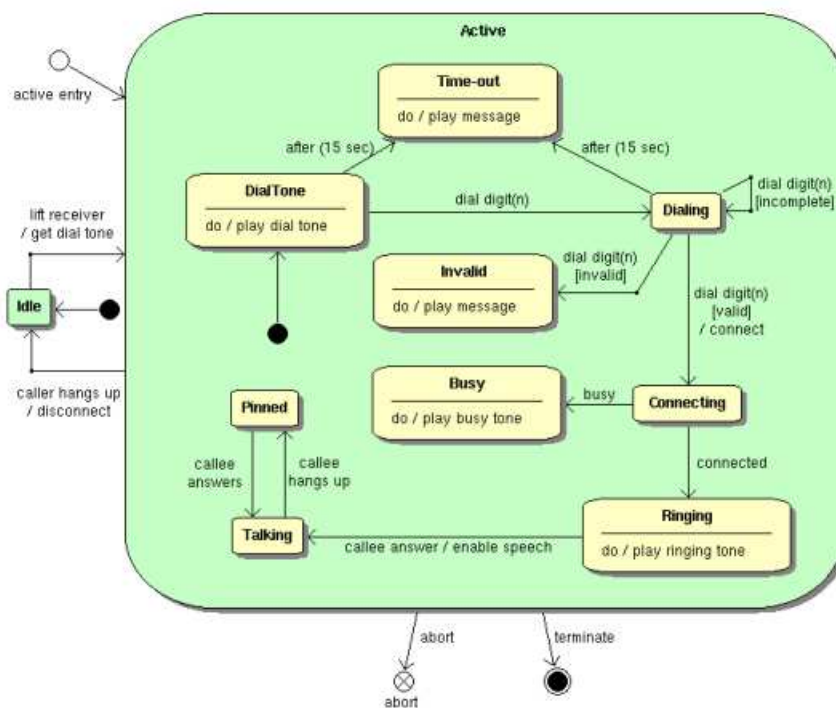 Active
active entry
Time-out
do / play message
after (15 sec)
after (15 sec)
DialTone
do / play dial tone
dial digit(n)
Dialing
dial digit(n)
[incomplete]
lift receiver
/ get dial tone
Idle
dial digit(n)
[invalid]
Invalid
do / play message
dial digit(n)
[valid]
/ connect
caller hangs up
/ disconnect
Busy
do / play busy tone
busy
Connecting
Pinned
callee
answers
callee
hangs up
connected
Talking
callee answer / enable speech
Ringing
do / play ringing tone
abort
terminate
abort